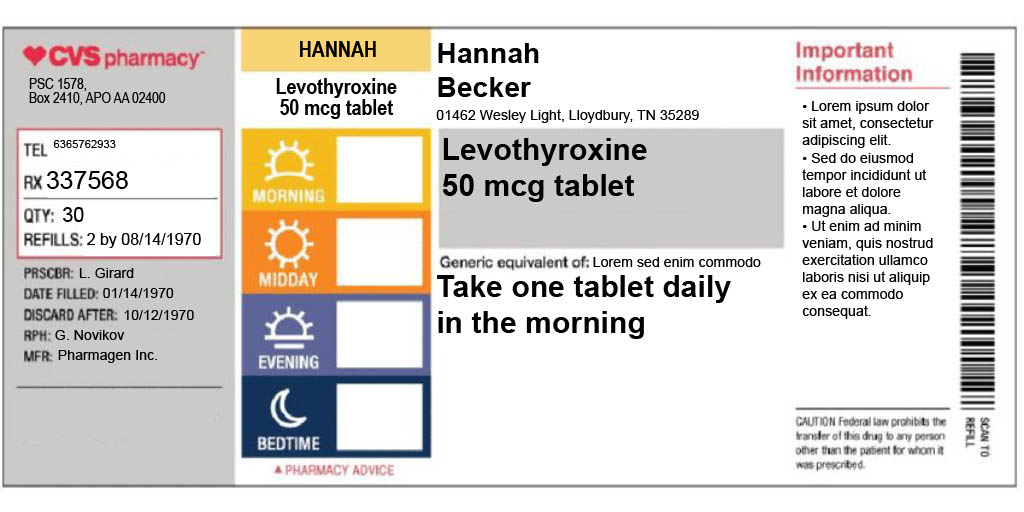 CVS pharmacy
PSC 1578,
Box 2410, APO AA 02400
TEL 6365762933
RX 337568
QTY: 30
REFILLS: 2 by 08/14/1970
PRSCBR: L. Girard
DATE FILLED: 01/14/1970
DISCARD AFTER: 10/12/1970
RPH: G. Novikov
MFR: Pharmagen Inc.
HANNAH
Levothyroxine
50 mcg tablet
MORNING
MIDDAY
EVENING
BEDTIME
▲ PHARMACY ADVICE
Hannah
Becker
01462 Wesley Light, Lloydbury, TN 35289
Levothyroxine
50 mcg tablet
Generic equivalent of: Lorem sed enim commodo
Take one tablet daily
in the morning
Important
Information
• Lorem ipsum dolor
sit amet, consectetur
adipiscing elit.
• Sed do eiusmod
tempor incididunt ut
labore et dolore
magna aliqua.
• Ut enim ad minim
veniam, quis nostrud
exercitation ullamco
laboris nisi ut aliquip
ex ea commodo
consequat.
CAUTION Federal law prohibits the
transfer of this drug to any person
other than the patient for whom it
was prescribed.
SCAN TO
REFILL